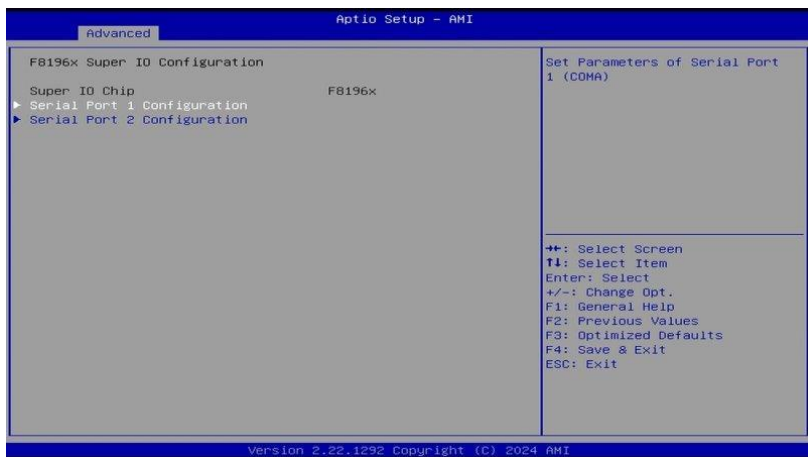 Aptio Setup – AMI
Advanced
F8196x Super IO Configuration
Super IO Chip F8196x
▶ Serial Port 1 Configuration
▶ Serial Port 2 Configuration
Set Parameters of Serial Port
1 (COMA)
→←: Select Screen
↑↓: Select Item
Enter: Select
+/-: Change Opt.
F1: General Help
F2: Previous Values
F3: Optimized Defaults
F4: Save & Exit
ESC: Exit
Version 2.22.1292 Copyright (C) 2024 AMI